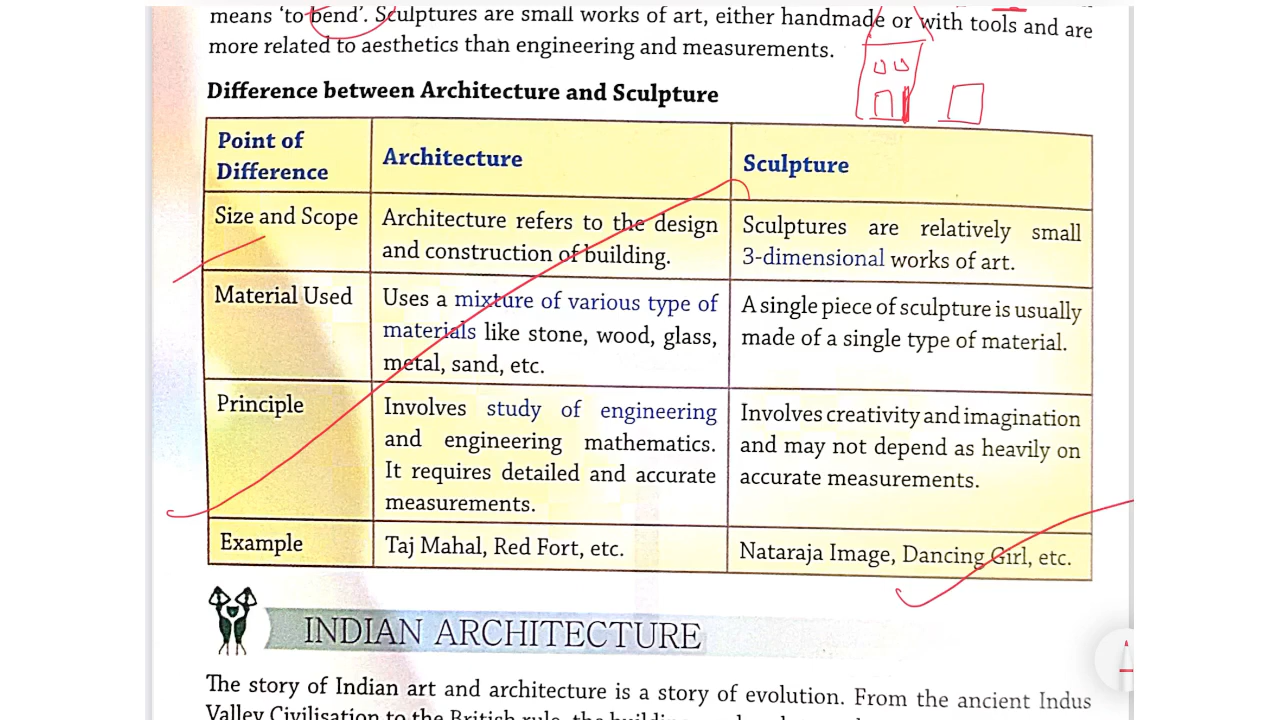 means ‘to bend’. Sculptures are small works of art, either handmade or with tools and are
more related to aesthetics than engineering and measurements.
Difference between Architecture and Sculpture
Point of
Difference
Architecture
Sculpture
Size and Scope
Architecture refers to the design
and construction of building.
Sculptures are relatively small
3-dimensional works of art.
Material Used
Uses a mixture of various type of
materials like stone, wood, glass,
metal, sand, etc.
A single piece of sculpture is usually
made of a single type of material.
Principle
Involves study of engineering
and engineering mathematics.
It requires detailed and accurate
measurements.
Involves creativity and imagination
and may not depend as heavily on
accurate measurements.
Example
Taj Mahal, Red Fort, etc.
Nataraja Image, Dancing Girl, etc.
INDIAN ARCHITECTURE
The story of Indian art and architecture is a story of evolution. From the ancient Indus
Valley Civilisation to the British rule, the